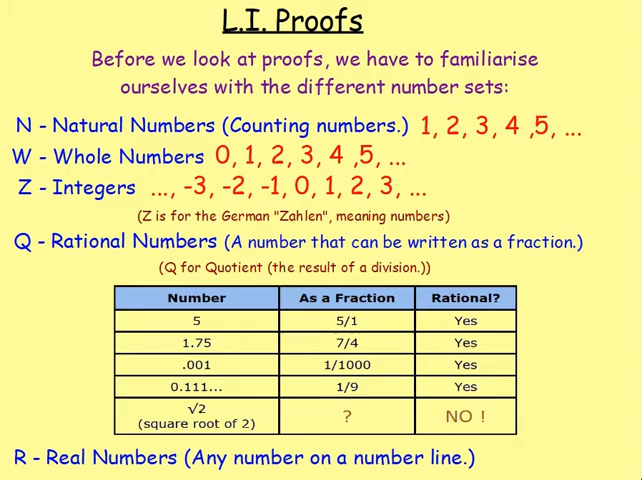 L.I. Proofs
Before we look at proofs, we have to familiarise
ourselves with the different number sets:
N - Natural Numbers (Counting numbers.) 1, 2, 3, 4 ,5, ...
W - Whole Numbers 0, 1, 2, 3, 4 ,5, ...
Z - Integers ..., -3, -2, -1, 0, 1, 2, 3, ...
(Z is for the German "Zahlen", meaning numbers)
Q - Rational Numbers (A number that can be written as a fraction.)
(Q for Quotient (the result of a division.))
Number As a Fraction Rational?
5 5/1 Yes
1.75 7/4 Yes
.001 1/1000 Yes
0.111... 1/9 Yes
√2
(square root of 2) ? NO !
R - Real Numbers (Any number on a number line.)